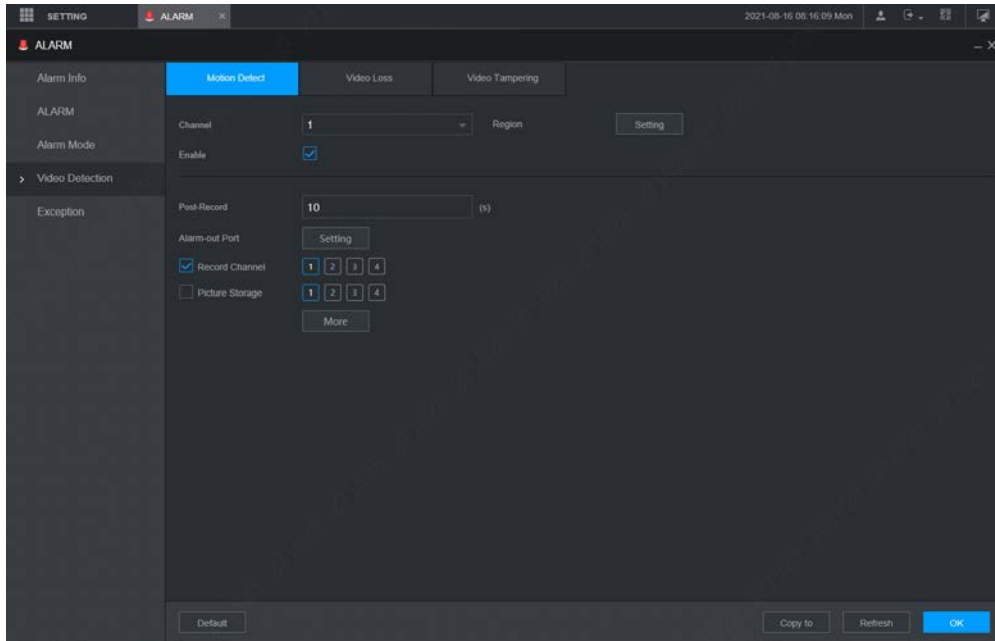 SETTING ALARM × 2021-08-16 08:16:09 Mon
ALARM
Alarm Info
ALARM
Alarm Mode
Video Detection
Exception
Motion Detect Video Loss Video Tampering
Channel 1 Region Setting
Enable
Post-Record 10 (s)
Alarm-out Port Setting
Record Channel 1 2 3 4
Picture Storage 1 2 3 4
More
Default Copy to Refresh OK